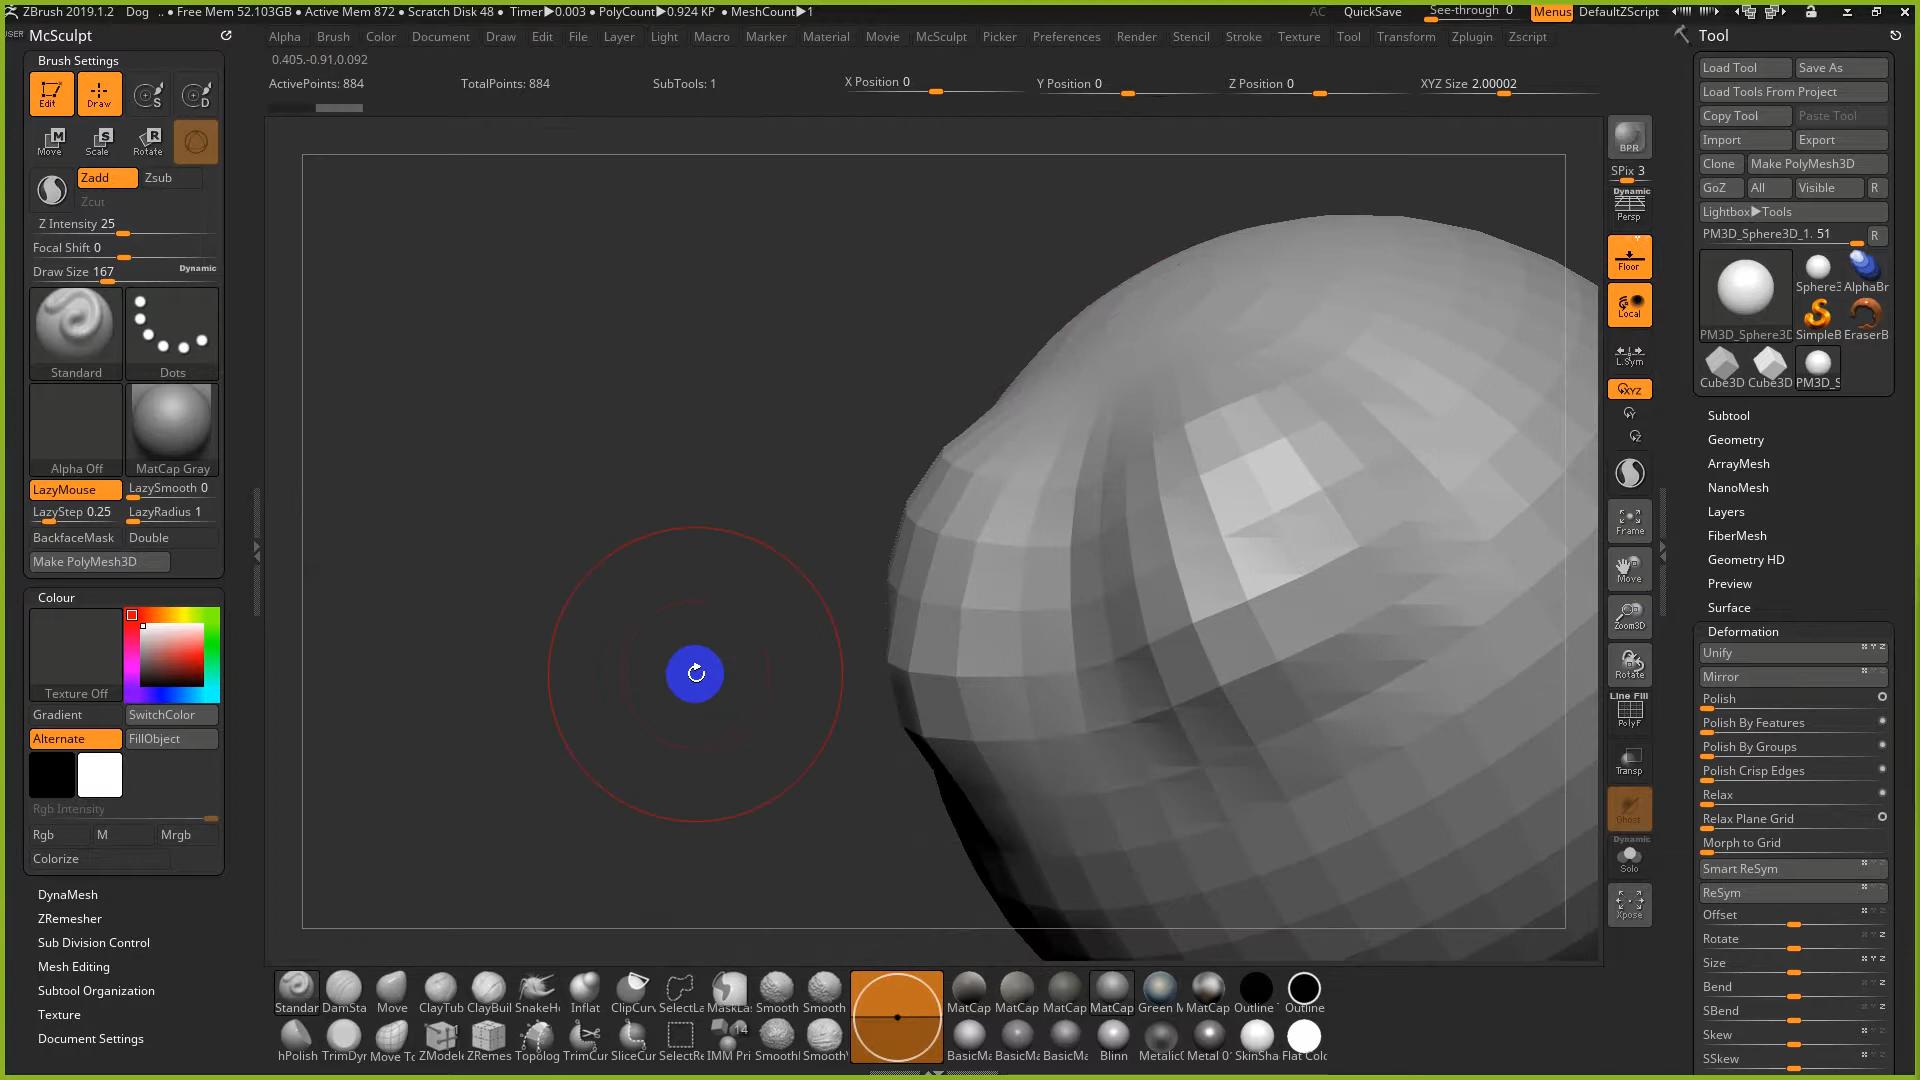 ZBrush 2019.1.2 Dog .. ● Free Mem 52.103GB ● Active Mem 872 ● Scratch Disk 48 ● Timer▶0.003 ● PolyCount▶0.924 KP ● MeshCount▶1 AC QuickSave See-through 0 Menus DefaultZScript
McSculpt
Alpha Brush Color Document Draw Edit File Layer Light Macro Marker Material Movie McSculpt Picker Preferences Render Stencil Stroke Texture Tool Transform Zplugin Zscript
0.405,-0.91,0.092
ActivePoints: 884 TotalPoints: 884 SubTools: 1 X Position 0 Y Position 0 Z Position 0 XYZ Size 2.00002
Brush Settings
Edit Draw S D
M S R
Move Scale Rotate
Zadd Zsub
Zcut
Z Intensity 25
Focal Shift 0
Draw Size 167 Dynamic
Standard Dots
Alpha Off MatCap Gray
LazyMouse LazySmooth 0
LazyStep 0.25 LazyRadius 1
BackfaceMask Double
Make PolyMesh3D
Colour
Texture Off
Gradient SwitchColor
Alternate FillObject
Rgb Intensity
Rgb M Mrgb
Colorize
DynaMesh
ZRemesher
Sub Division Control
Mesh Editing
Subtool Organization
Texture
Document Settings
BPR
SPix 3
Dynamic
Persp
Floor
Local
L.Sym
XYZ
Y
Z
Frame
Move
Zoom3D
Rotate
Line Fill
PolyF
Transp
Ghost
Dynamic
Solo
Xpose
Tool
Load Tool Save As
Load Tools From Project
Copy Tool Paste Tool
Import Export
Clone Make PolyMesh3D
GoZ All Visible R
Lightbox▶Tools
PM3D_Sphere3D_1. 51 R
Sphere3 AlphaBr
PM3D_Sphere3D SimpleB EraserB
Cube3D Cube3D PM3D_S
Subtool
Geometry
ArrayMesh
NanoMesh
Layers
FiberMesh
Geometry HD
Preview
Surface
Deformation
Unify
Mirror
Polish
Polish By Features
Polish By Groups
Polish Crisp Edges
Relax
Relax Plane Grid
Morph to Grid
Smart ReSym
ReSym
Offset
Rotate
Size
Bend
SBend
Skew
SSkew
Standar DamSta Move ClayTub ClayBuil SnakeHo Inflat ClipCurv SelectLa MaskLas Smooth Smooth MatCap MatCap MatCap MatCap Green M MatCap Outline Outline
14
hPolish TrimDyn Move To ZModele ZRemes Topolog TrimCur SliceCur SelectRe IMM Pri Smooth Smooth BasicMa BasicMa BasicMa Blinn Metalic Metal 0 SkinSha Flat Colo